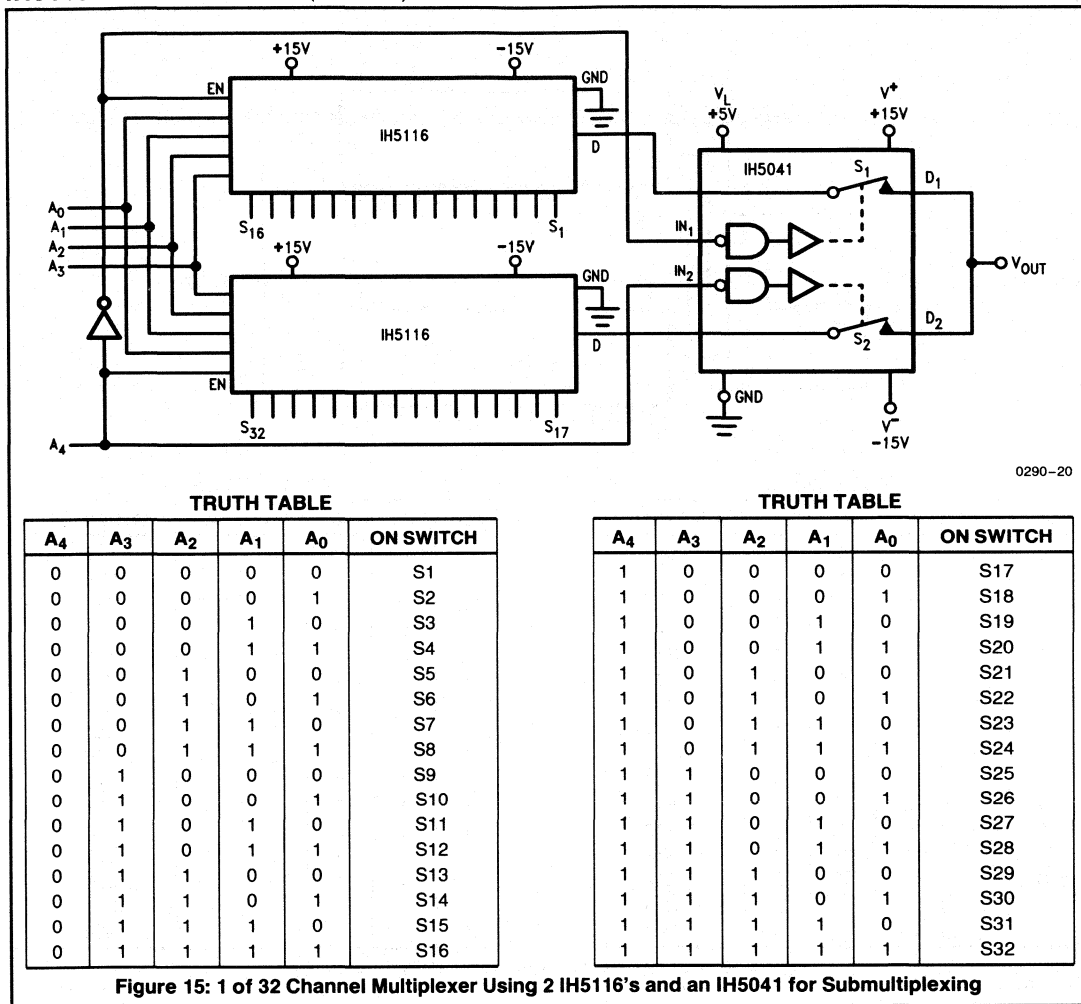 +15V -15V
EN GND
IH5116
D
S16 S1
VL +5V V+ +15V
IH5041
S1 D1
IN1
IN2
VOUT
S2 D2
GND
V- -15V
A0
A1
A2
A3
+15V -15V
GND
IH5116
D
EN
S32 S17
A4
0290-20
TRUTH TABLE
A4 A3 A2 A1 A0 ON SWITCH
0 0 0 0 0 S1
0 0 0 0 1 S2
0 0 0 1 0 S3
0 0 0 1 1 S4
0 0 1 0 0 S5
0 0 1 0 1 S6
0 0 1 1 0 S7
0 0 1 1 1 S8
0 1 0 0 0 S9
0 1 0 0 1 S10
0 1 0 1 0 S11
0 1 0 1 1 S12
0 1 1 0 0 S13
0 1 1 0 1 S14
0 1 1 1 0 S15
0 1 1 1 1 S16
TRUTH TABLE
A4 A3 A2 A1 A0 ON SWITCH
1 0 0 0 0 S17
1 0 0 0 1 S18
1 0 0 1 0 S19
1 0 0 1 1 S20
1 0 1 0 0 S21
1 0 1 0 1 S22
1 0 1 1 0 S23
1 0 1 1 1 S24
1 1 0 0 0 S25
1 1 0 0 1 S26
1 1 0 1 0 S27
1 1 0 1 1 S28
1 1 1 0 0 S29
1 1 1 0 1 S30
1 1 1 1 0 S31
1 1 1 1 1 S32
Figure 15: 1 of 32 Channel Multiplexer Using 2 IH5116's and an IH5041 for Submultiplexing